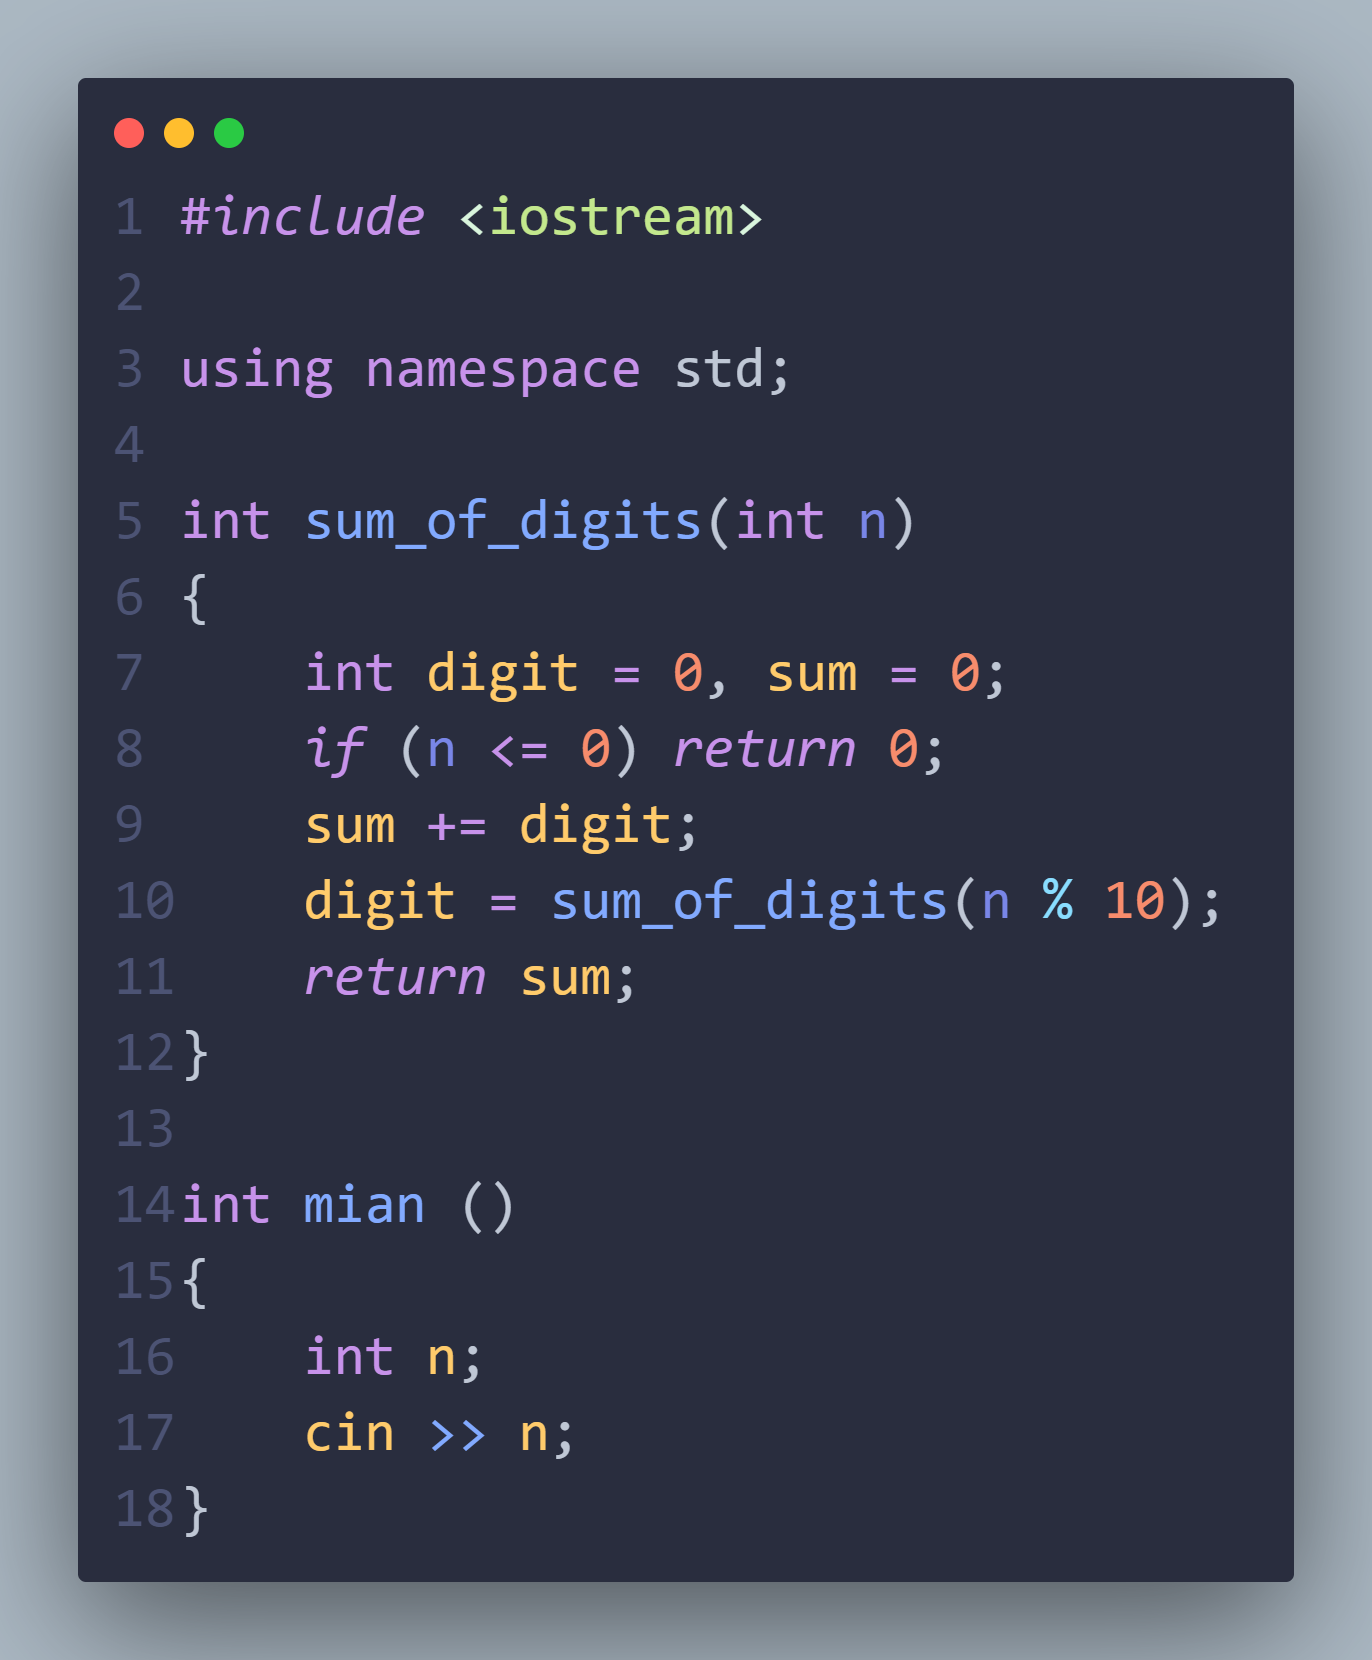 1 #include <iostream>
2
3 using namespace std;
4
5 int sum_of_digits(int n)
6 {
7     int digit = 0, sum = 0;
8     if (n <= 0) return 0;
9     sum += digit;
10     digit = sum_of_digits(n % 10);
11     return sum;
12 }
13
14 int mian ()
15 {
16     int n;
17     cin >> n;
18 }